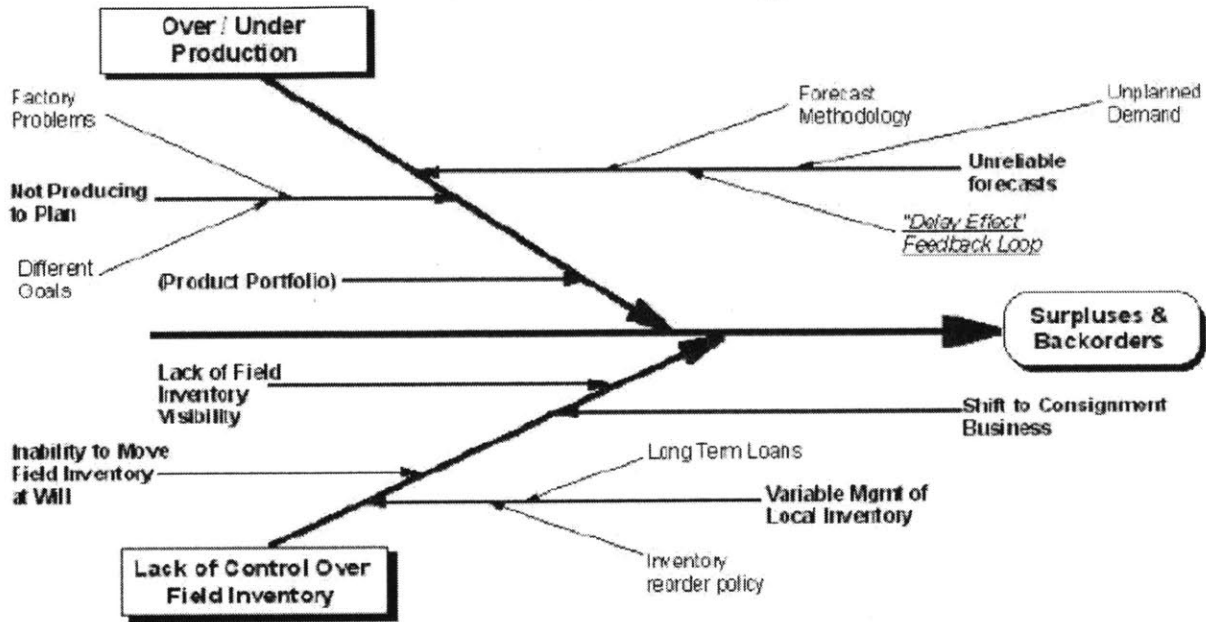 Over / Under
Production
Factory
Problems
Forecast
Methodology
Unplanned
Demand
Not Producing
to Plan
Unreliable
forecasts
"Delay Effect"
Feedback Loop
Different
Goals
(Product Portfolio)
Surpluses &
Backorders
Lack of Field
Inventory
Visibility
Shift to Consignment
Business
Inability to Move
Field Inventory
at Will
Long Term Loans
Variable Mgmt of
Local Inventory
Inventory
reorder policy
Lack of Control Over
Field Inventory